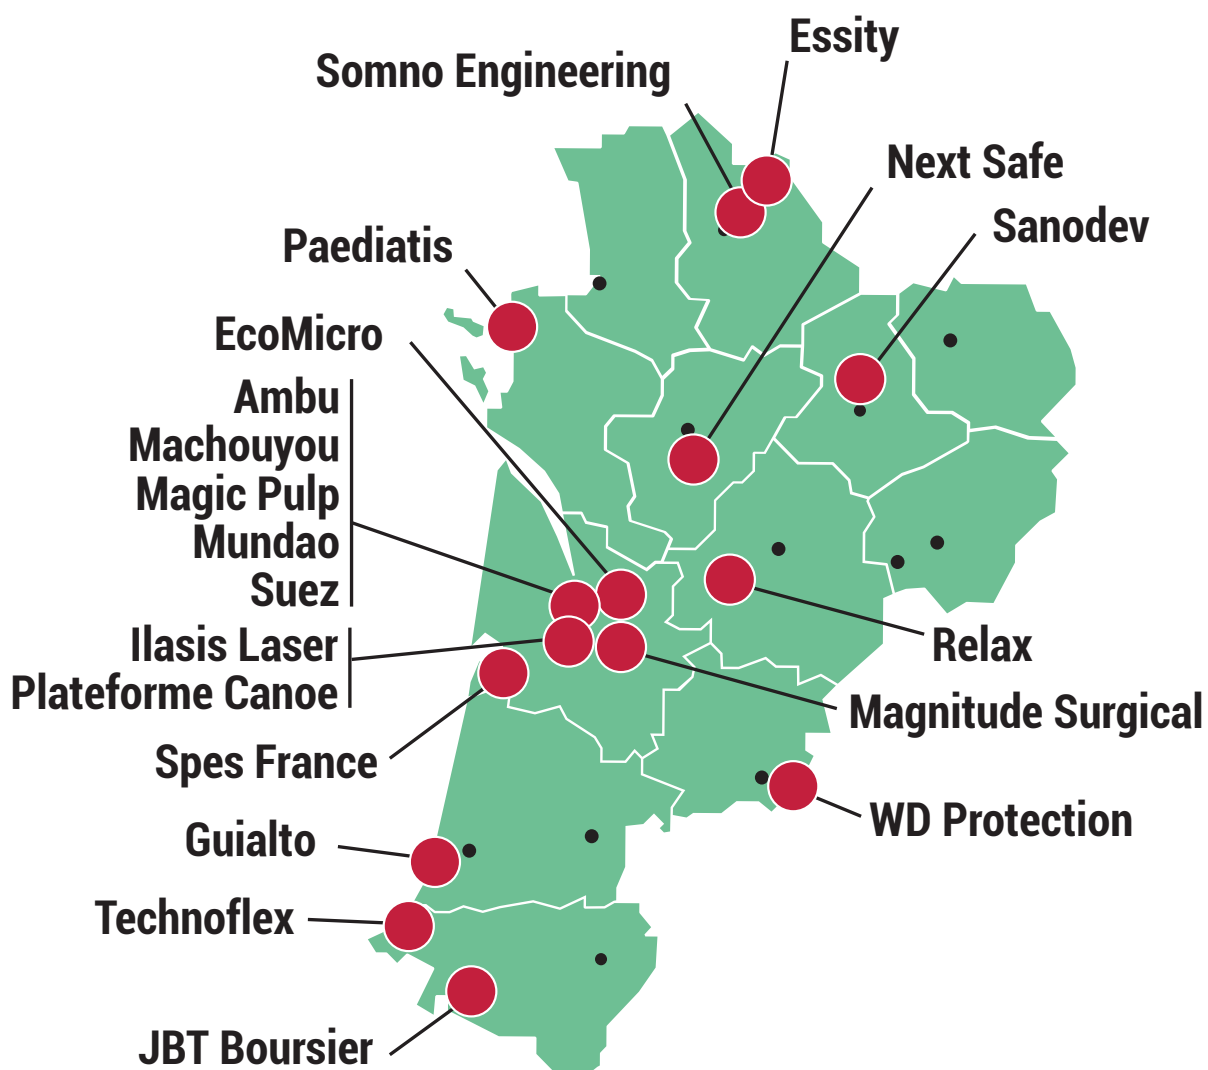 Essity
Somno Engineering
Next Safe
Sanodev
Paediatis
EcoMicro
Ambu
Machouyou
Magic Pulp
Mundao
Suez
Ilasis Laser
Plateforme Canoe
Relax
Magnitude Surgical
Spes France
WD Protection
Guialto
Technoflex
JBT Boursier